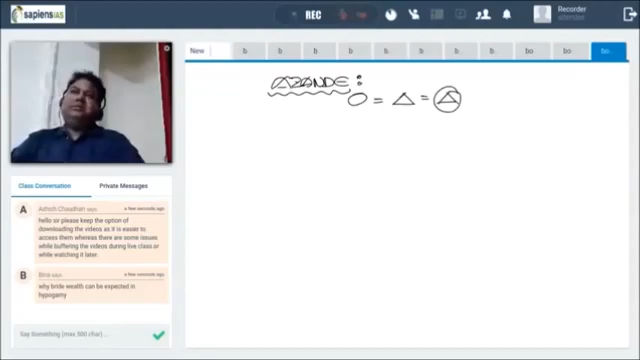 sapiensIAS
REC
Recorder
attendee
New b b b b b b b b bo bo bo
AZANDE :
O = △ = △
Class Conversation Private Messages
A Ashish Chaudhari says a few seconds ago
hello sir please keep the option of
downloading the videos as it is easier to
access them whereas there are some issues
while buffering the videos during live class or
while watching it later.
B Biral says a few seconds ago
why bride wealth can be expected in
hypogamy
Say Something (max 500 char)...